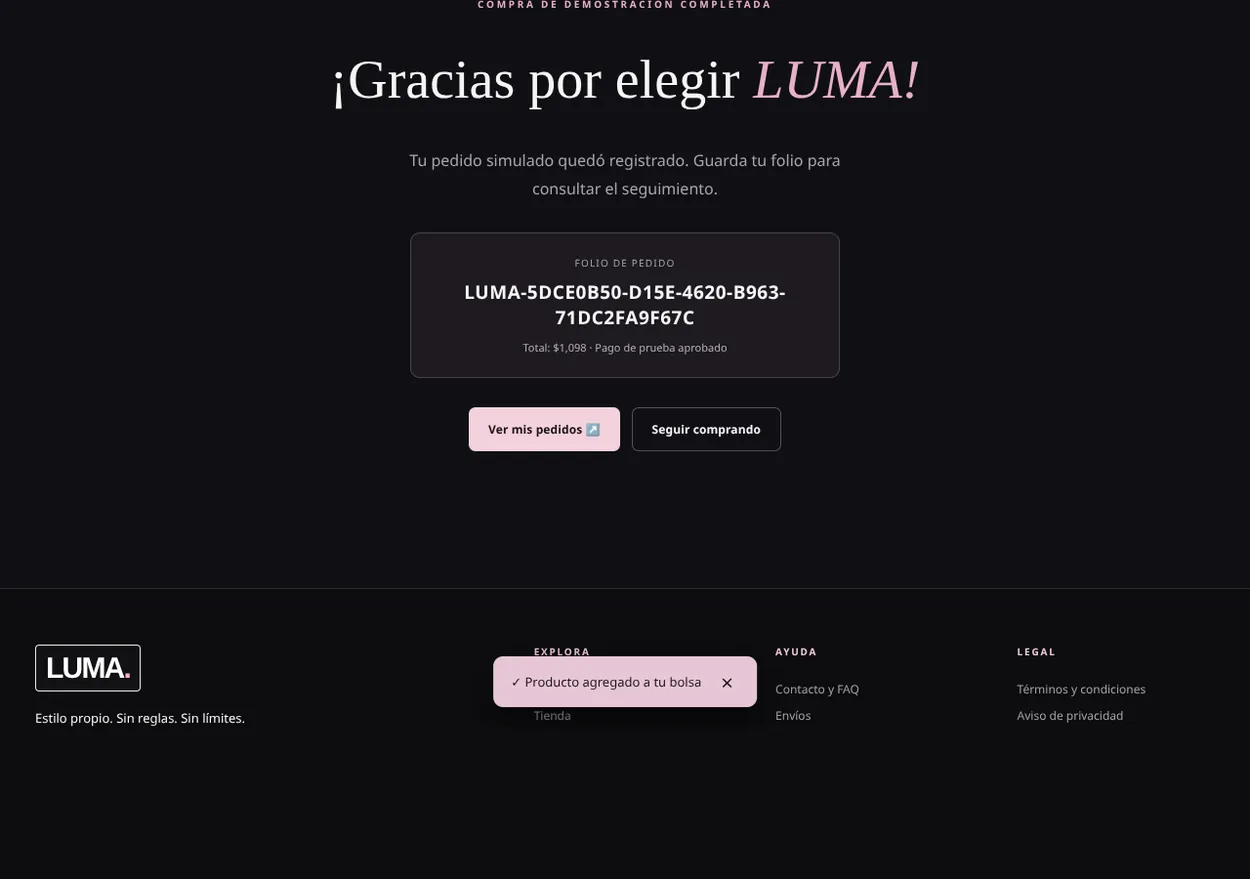 COMPRA DE DEMOSTRACIÓN COMPLETADA
¡Gracias por elegir LUMA!
Tu pedido simulado quedó registrado. Guarda tu folio para
consultar el seguimiento.
FOLIO DE PEDIDO
LUMA-5DCE0B50-D15E-4620-B963-
71DC2FA9F67C
Total: $1,098 · Pago de prueba aprobado
Ver mis pedidos ↗
Seguir comprando
LUMA.
Estilo propio. Sin reglas. Sin límites.
EXPLORA
✓ Producto agregado a tu bolsa ×
Tienda
AYUDA
Contacto y FAQ
Envíos
LEGAL
Términos y condiciones
Aviso de privacidad